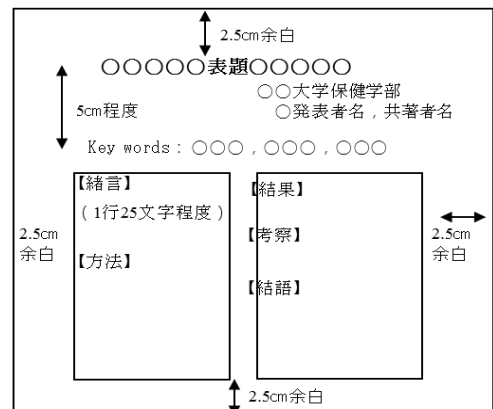 2.5cm余白
○○○○○表題○○○○○
○○大学保健学部
○発表者名，共著者名
5cm程度
Key words：○○○，○○○，○○○
【緒言】
（1行25文字程度）
【方法】
【結果】
【考察】
【結語】
2.5cm
余白
2.5cm
余白
2.5cm余白